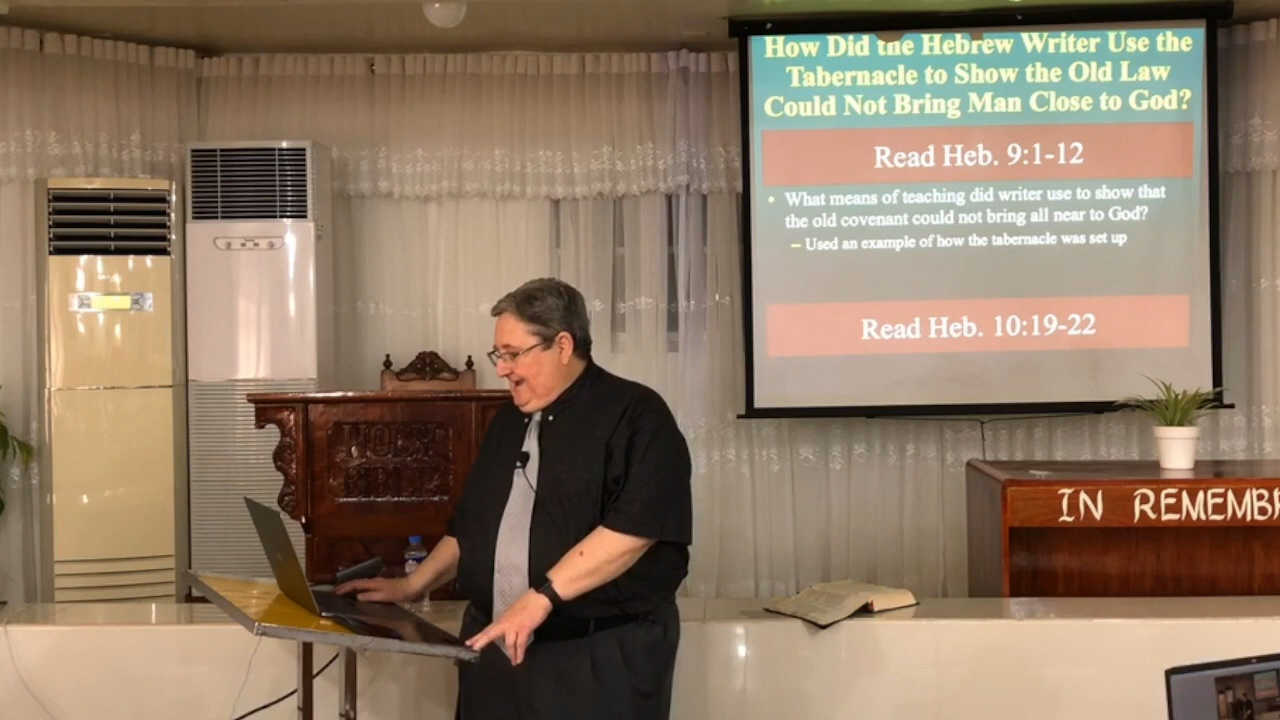 How Did the Hebrew Writer Use the
Tabernacle to Show the Old Law
Could Not Bring Man Close to God?
Read Heb. 9:1-12
• What means of teaching did writer use to show that
the old covenant could not bring all near to God?
– Used an example of how the tabernacle was set up
Read Heb. 10:19-22
HOLY
BIBLE
IN REMEMB